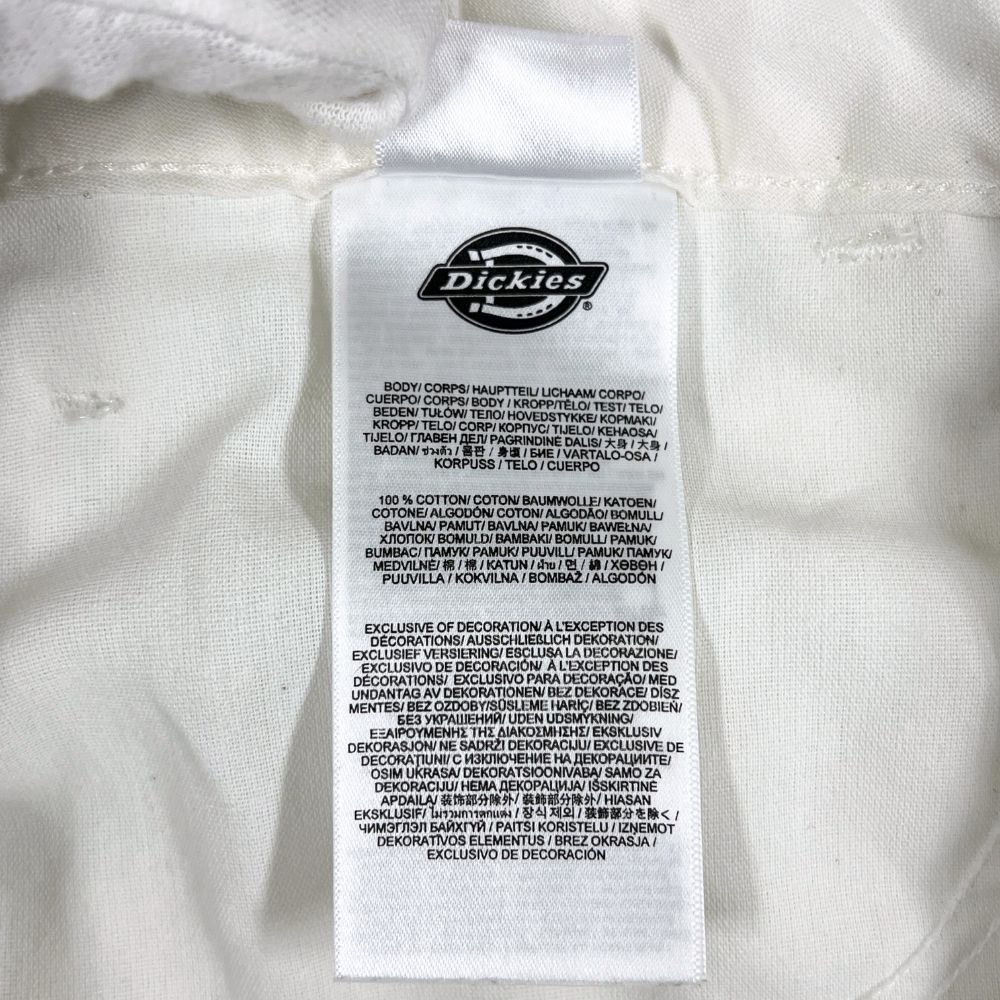 Dickies®
BODY/ CORPS/ HAUPTTEIL/ LICHAAM/ CORPO/
CUERPO/ CORPS/ BODY / KROPP/TĚLO/ TEST/ TELO/
BEDEN/ TUŁÓW/ ТЕЛО/ HOVEDSTYKKE/ ΚΟΡΜΑΚΙ/
KROPP/ TELO/ CORP/ КОРПУС/ TIJELO/ KEHAOSA/
TIJELO/ ГЛАВЕН ДЕЛ/ PAGRINDINĖ DALIS/ 大身 / 大身 /
BADAN/ ช่วงตัว / 몸판 / 身頃 / БИЕ / VARTALO-OSA /
KORPUSS / TELO / CUERPO
100 % COTTON/ COTON/ BAUMWOLLE/ KATOEN/
COTONE/ ALGODÓN/ COTON/ ALGODÃO/ BOMULL/
BAVLNA/ PAMUT/ BAVLNA/ PAMUK/ BAWEŁNA/
ХЛОПОК/ BOMULD/ ΒΑΜΒΑΚΙ/ BOMULL/ PAMUK/
BUMBAC/ ПАМУК/ PAMUK/ PUUVILL/ PAMUK/ ПАМУК/
MEDVILNĖ/ 棉 / 棉 / KATUN / ฝ้าย / 면 / 綿 / ХӨВӨН /
PUUVILLA / KOKVILNA / BOMBAŽ / ALGODÓN
EXCLUSIVE OF DECORATION/ À L'EXCEPTION DES
DÉCORATIONS/ AUSSCHLIEßLICH DEKORATION/
EXCLUSIEF VERSIERING/ ESCLUSA LA DECORAZIONE/
EXCLUSIVO DE DECORACIÓN/ À L'EXCEPTION DES
DÉCORATIONS/ EXCLUSIVO PARA DECORAÇÃO/ MED
UNDANTAG AV DEKORATIONEN/ BEZ DEKORACE/ DÍSZ
MENTES/ BEZ OZDOBY/SÜSLEME HARİÇ/ BEZ ZDOBIEŃ/
БЕЗ УКРАШЕНИЙ/ UDEN UDSMYKNING/
ΕΞΑΙΡΟΥΜΕΝΗΣ ΤΗΣ ΔΙΑΚΟΣΜΗΣΗΣ/ EKSKLUSIV
DEKORASJON/ NE SADRŽI DEKORACIJU/ EXCLUSIVE DE
DECORAȚIUNI/ С ИЗКЛЮЧЕНИЕ НА ДЕКОРАЦИИТЕ/
OSIM UKRASA/ DEKORATSIOONIVABA/ SAMO ZA
DEKORACIJU/ НЕМА ДЕКОРАЦИЈА/ IŠSKIRTINĖ
APDAILA/ 装饰部分除外/ 裝飾部分除外/ HIASAN
EKSKLUSIF/ ไม่รวมการตกแต่ง / 장식 제외 / 装飾部分を除く /
ЧИМЭГЛЭЛ БАЙХГҮЙ / PAITSI KORISTELU / IZŅEMOT
DEKORATĪVOS ELEMENTUS / BREZ OKRASJA /
EXCLUSIVO DE DECORACIÓN